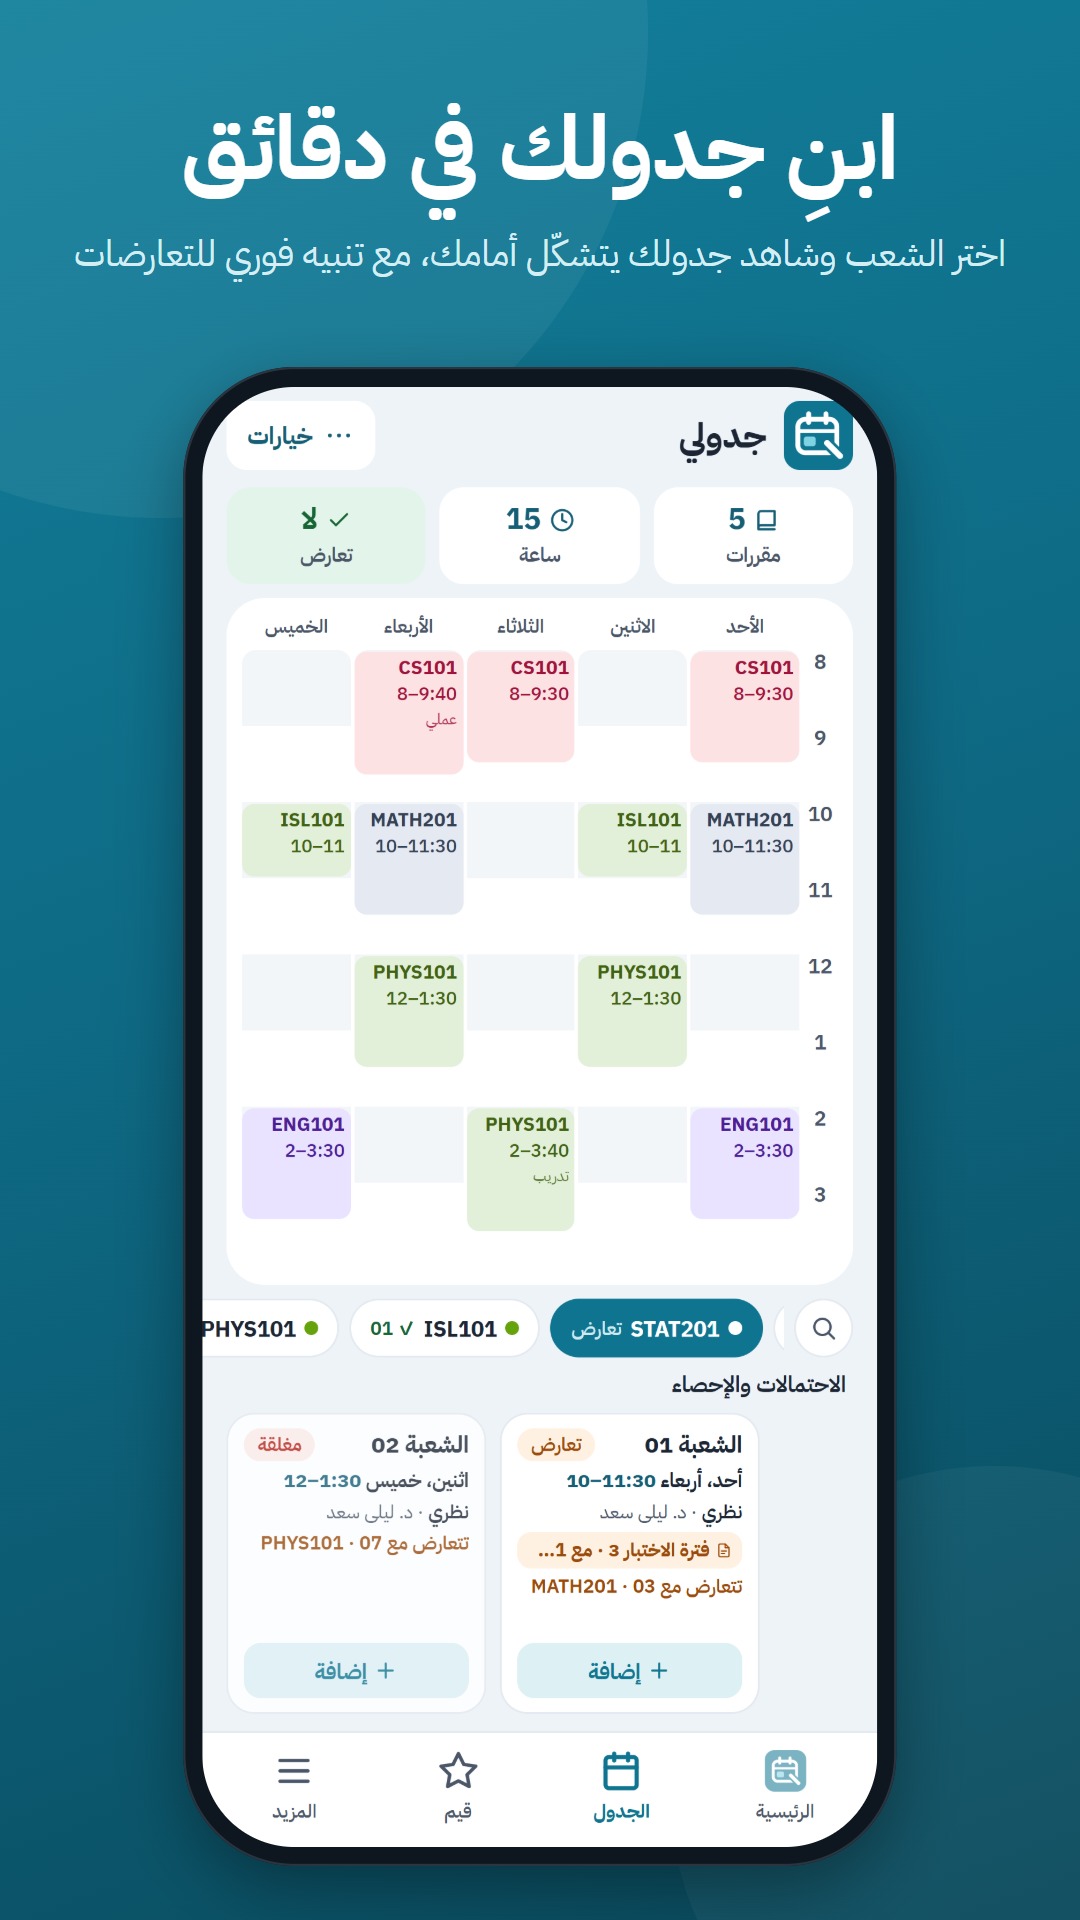 ابنِ جدولك في دقائق
اختر الشعب وشاهد جدولك يتشكّل أمامك، مع تنبيه فوري للتعارضات
جدولي
خيارات
5
مقررات
15
ساعة
لا
تعارض
الأحد الاثنين الثلاثاء الأربعاء الخميس
8
CS101 CS101 CS101
8–9:30 8–9:30 8–9:40
عملي
9
10
MATH201 ISL101 MATH201 ISL101
10–11:30 10–11 10–11:30 10–11
11
12
PHYS101 PHYS101
12–1:30 12–1:30
1
2
ENG101 PHYS101 ENG101
2–3:30 2–3:40 2–3:30
تدريب
3
STAT201 تعارض
ISL101 ✓ 01
PHYS101
الاحتمالات والإحصاء
الشعبة 01 تعارض
أحد، أربعاء 10–11:30
نظري · د. ليلى سعد
فترة الاختبار 3 · مع 1...
تتعارض مع MATH201 · 03
+ إضافة
الشعبة 02 مغلقة
اثنين، خميس 12–1:30
نظري · د. ليلى سعد
تتعارض مع PHYS101 · 07
+ إضافة
الرئيسية الجدول قيم المزيد